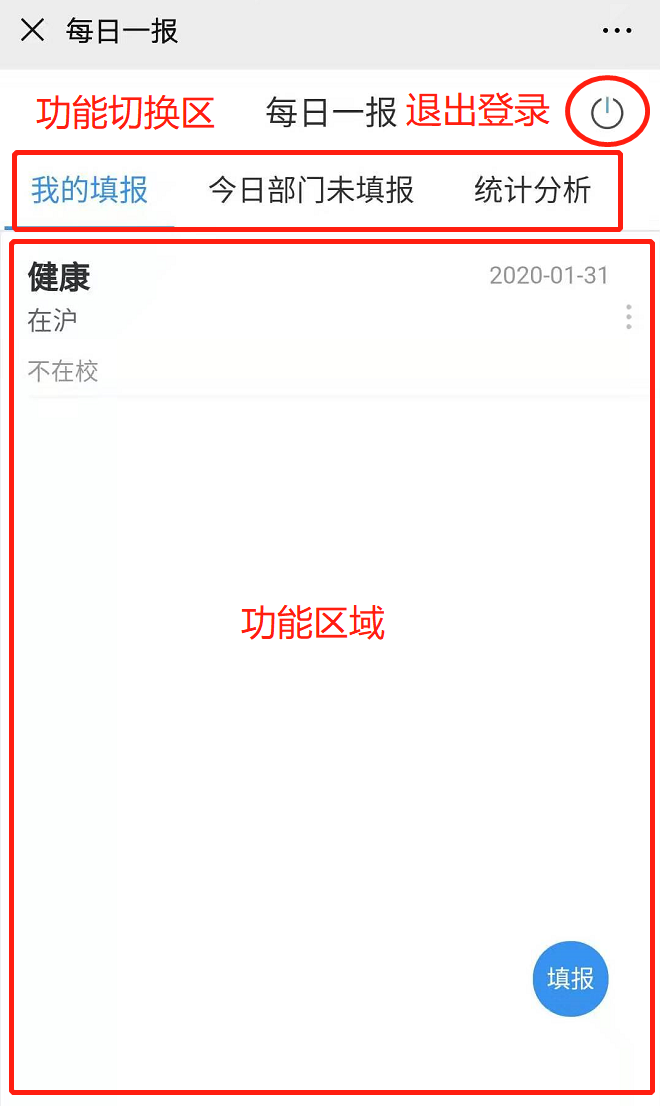 每日一报
功能切换区 每日一报 退出登录
我的填报 今日部门未填报 统计分析
健康 2020-01-31
在沪
不在校
功能区域
填报